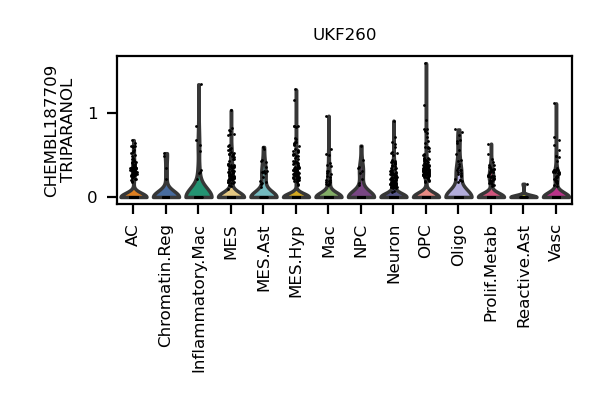 UKF260
CHEMBL187709
TRIPARANOL
1
0
AC
Chromatin.Reg
Inflammatory.Mac
MES
MES.Ast
MES.Hyp
Mac
NPC
Neuron
OPC
Oligo
Prolif.Metab
Reactive.Ast
Vasc